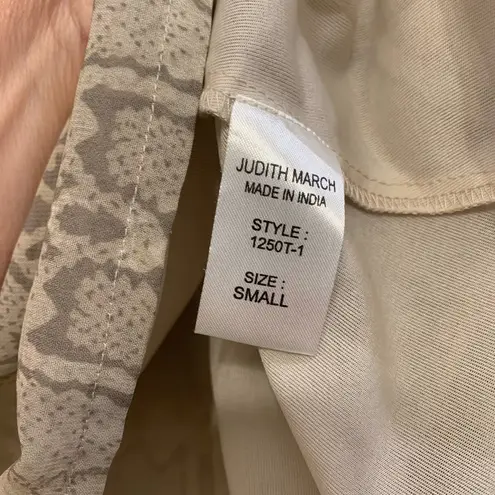 JUDITH MARCH
MADE IN INDIA
STYLE :
1250T-1
SIZE :
SMALL